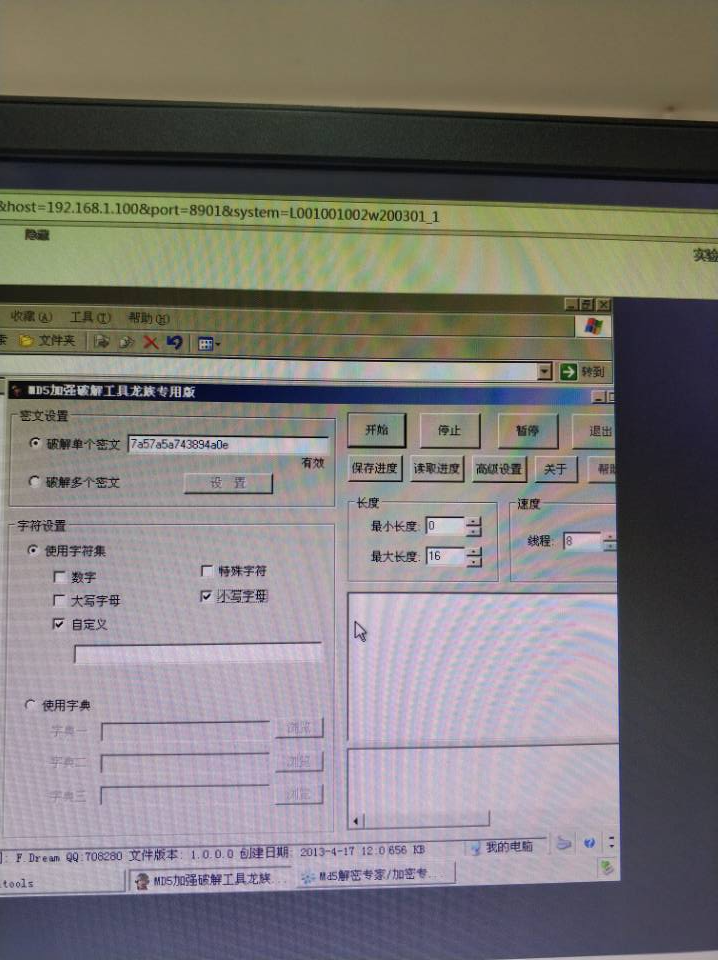 &host=192.168.1.100&port=8901&system=L001001002w200301_1
隐藏
实验
收藏(A) 工具(T) 帮助(H)
文件夹
转到
MD5加强破解工具龙族专用版
密文设置
破解单个密文 7a57a5a743894a0e
有效
破解多个密文 设 置
开始 停止 暂停 退出
保存进度 读取进度 高级设置 关于 帮助
长度
最小长度: 0
最大长度: 16
速度
线程: 8
字符设置
使用字符集
数字 特殊字符
大写字母 小写字母
自定义
使用字典
字典一 浏览
字典二 浏览
字典三 浏览
: F.Dream QQ:708280 文件版本: 1.0.0.0 创建日期: 2013-4-17 12:0 656 KB 我的电脑
tools MD5加强破解工具龙族... Md5解密专家/加密专...